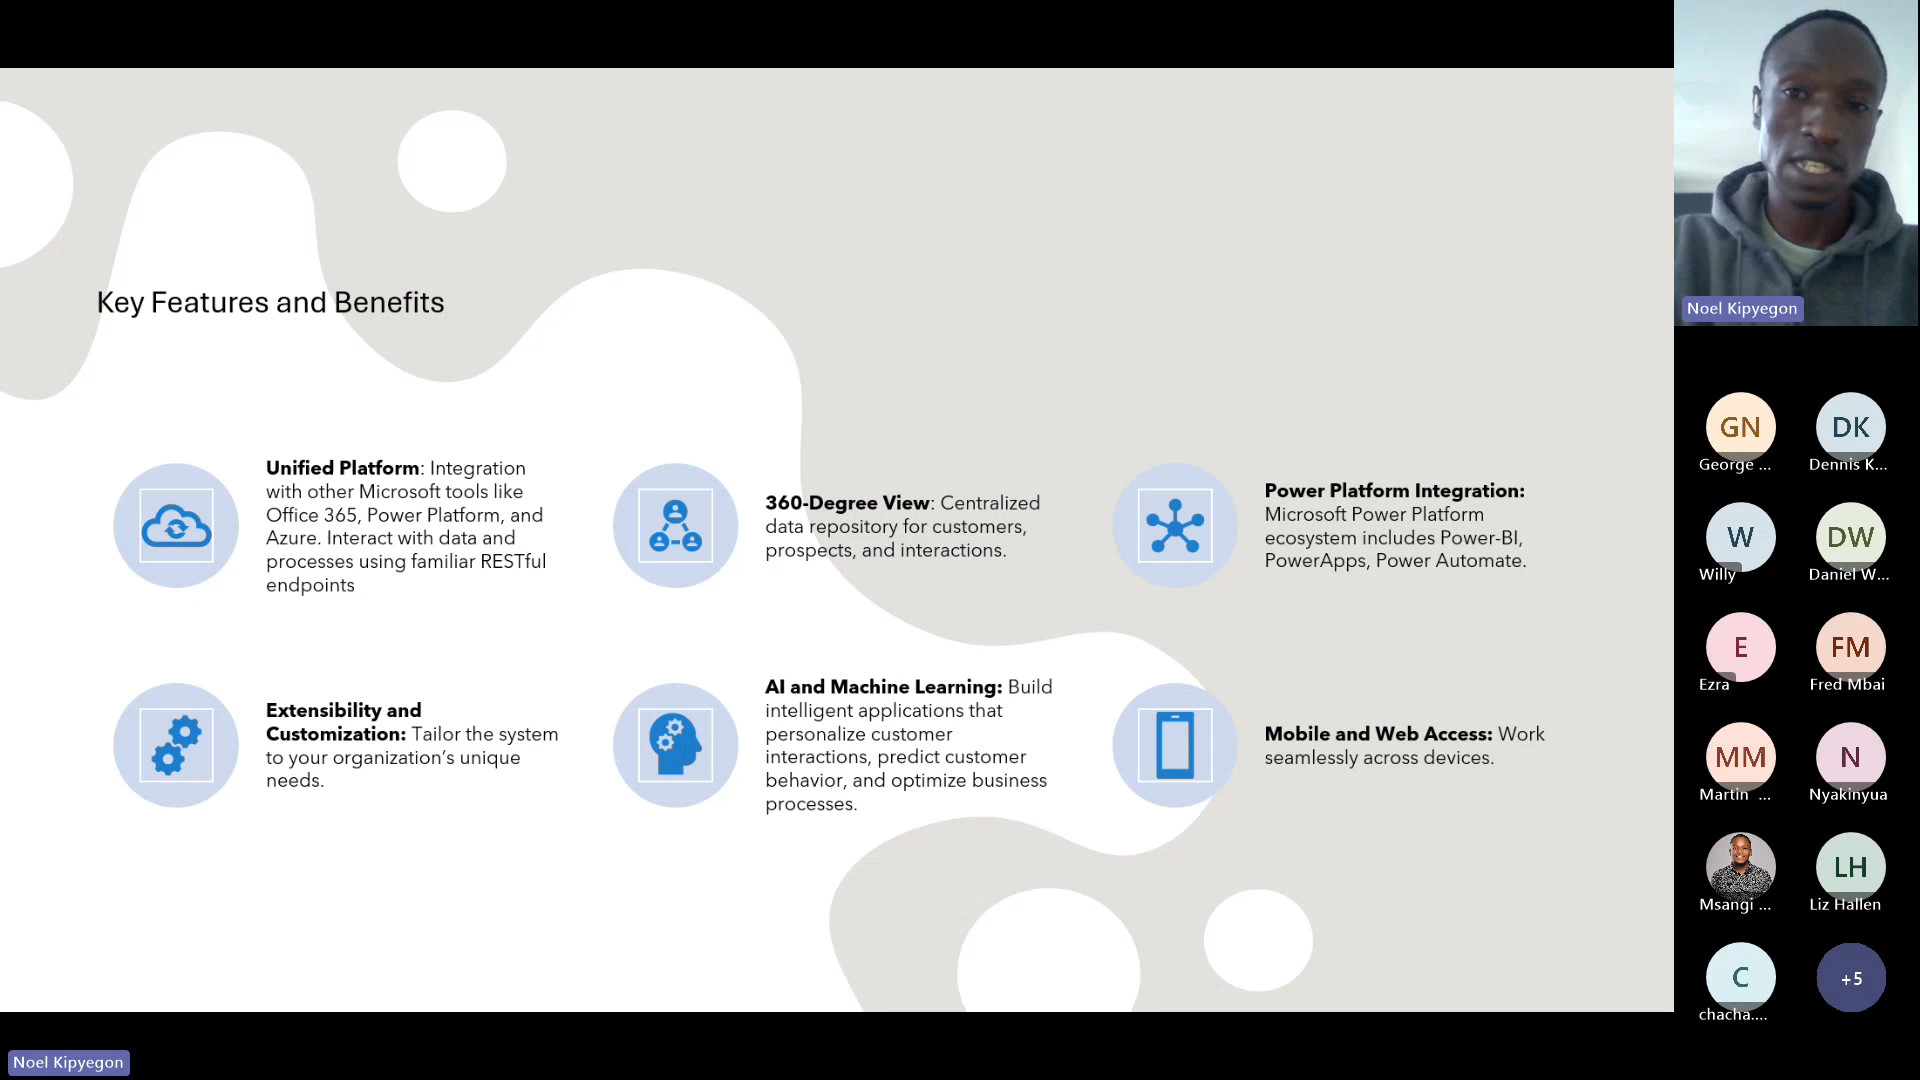 Key Features and Benefits
Unified Platform: Integration
with other Microsoft tools like
Office 365, Power Platform, and
Azure. Interact with data and
processes using familiar RESTful
endpoints
360-Degree View: Centralized
data repository for customers,
prospects, and interactions.
Power Platform Integration:
Microsoft Power Platform
ecosystem includes Power-BI,
PowerApps, Power Automate.
Extensibility and
Customization: Tailor the system
to your organization’s unique
needs.
AI and Machine Learning: Build
intelligent applications that
personalize customer
interactions, predict customer
behavior, and optimize business
processes.
Mobile and Web Access: Work
seamlessly across devices.
Noel Kipyegon
GN
George ...
DK
Dennis K...
W
Willy
DW
Daniel W...
E
Ezra
FM
Fred Mbai
MM
Martin ...
N
Nyakinyua
Msangi ...
LH
Liz Hallen
C
chacha....
+5
Noel Kipyegon